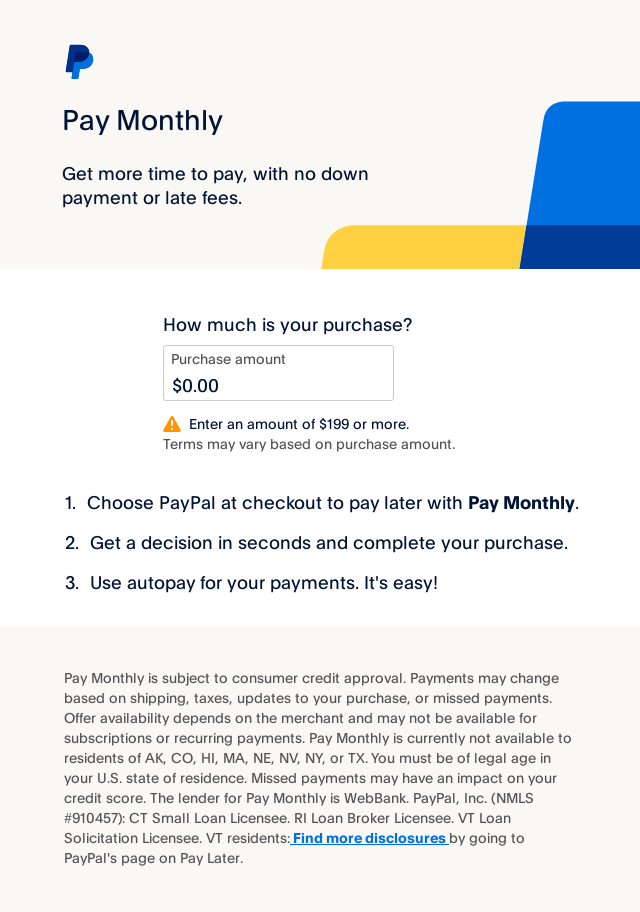 Pay Monthly
Get more time to pay, with no down
payment or late fees.
How much is your purchase?
Purchase amount
$0.00
Enter an amount of $199 or more.
Terms may vary based on purchase amount.
1. Choose PayPal at checkout to pay later with Pay Monthly.
2. Get a decision in seconds and complete your purchase.
3. Use autopay for your payments. It's easy!
Pay Monthly is subject to consumer credit approval. Payments may change
based on shipping, taxes, updates to your purchase, or missed payments.
Offer availability depends on the merchant and may not be available for
subscriptions or recurring payments. Pay Monthly is currently not available to
residents of AK, CO, HI, MA, NE, NV, NY, or TX. You must be of legal age in
your U.S. state of residence. Missed payments may have an impact on your
credit score. The lender for Pay Monthly is WebBank. PayPal, Inc. (NMLS
#910457): CT Small Loan Licensee. RI Loan Broker Licensee. VT Loan
Solicitation Licensee. VT residents: Find more disclosures by going to
PayPal's page on Pay Later.